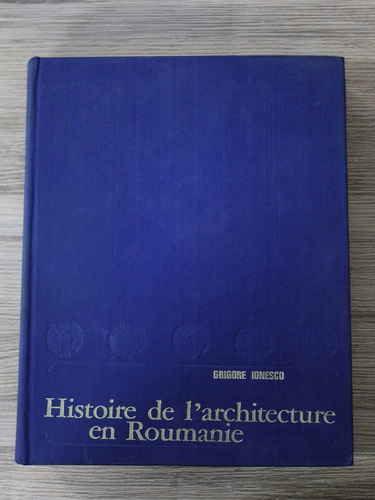 GRIGORE IONESCO
Histoire de l'architecture
en Roumanie